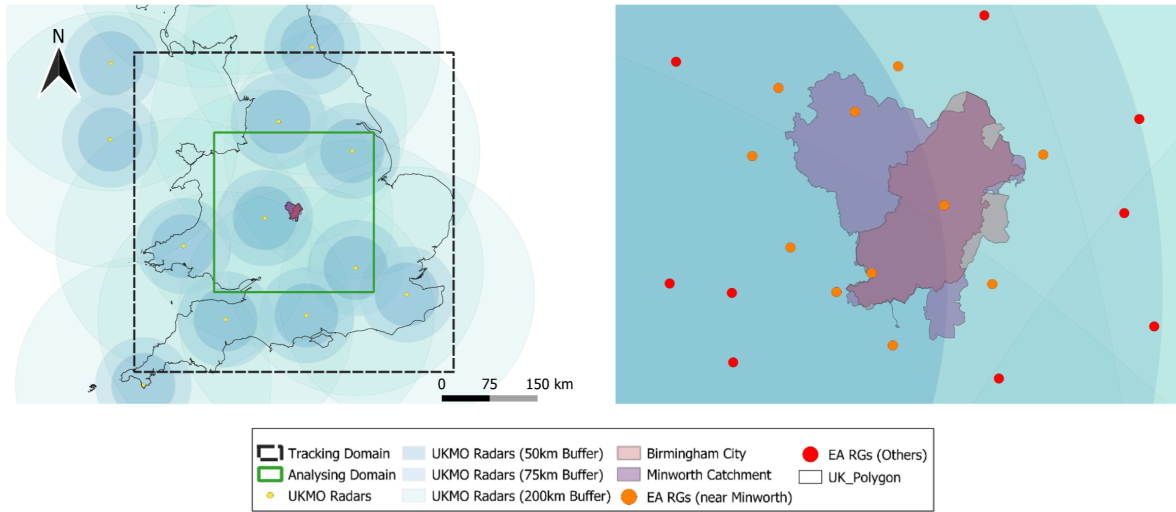 N
0 75 150 km
Tracking Domain UKMO Radars (50km Buffer) Birmingham City EA RGs (Others)
Analysing Domain UKMO Radars (75km Buffer) Minworth Catchment UK_Polygon
UKMO Radars UKMO Radars (200km Buffer) EA RGs (near Minworth)